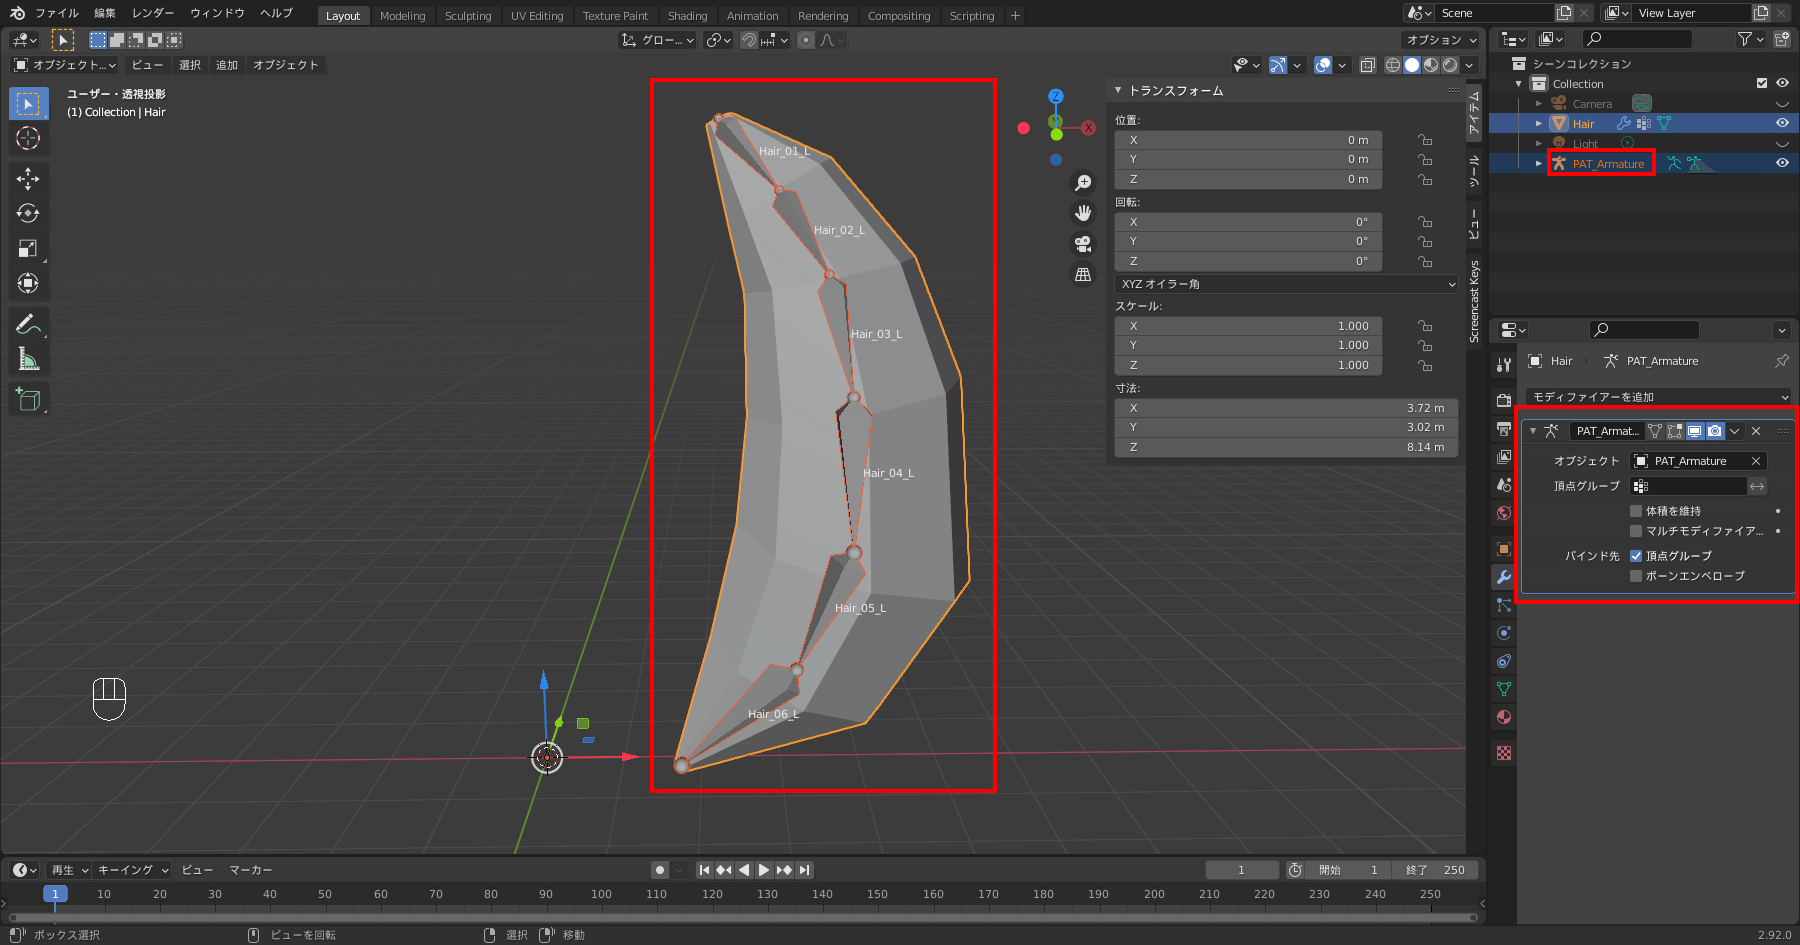 ファイル 編集 レンダー ウィンドウ ヘルプ Layout Modeling Sculpting UV Editing Texture Paint Shading Animation Rendering Compositing Scripting + Scene View Layer
グロー... オプション
オブジェクト... ビュー 選択 追加 オブジェクト
ユーザー・透視投影
(1) Collection | Hair
Hair_01_L
Hair_02_L
Hair_03_L
Hair_04_L
Hair_05_L
Hair_06_L
Z
X
トランスフォーム
位置:
X 0 m
Y 0 m
Z 0 m
回転:
X 0°
Y 0°
Z 0°
XYZ オイラー角
スケール:
X 1.000
Y 1.000
Z 1.000
寸法:
X 3.72 m
Y 3.02 m
Z 8.14 m
アイテム
ツール
ビュー
Screencast Keys
シーンコレクション
Collection
Camera
Hair
Light
PAT_Armature
Hair PAT_Armature
モディファイアーを追加
PAT_Armat...
オブジェクト PAT_Armature
頂点グループ
体積を維持
マルチモディファイア...
バインド先 頂点グループ
ボーンエンベロープ
再生 キーイング ビュー マーカー 1 開始 1 終了 250
1 10 20 30 40 50 60 70 80 90 100 110 120 130 140 150 160 170 180 190 200 210 220 230 240 250
ボックス選択 ビューを回転 選択 移動 2.92.0